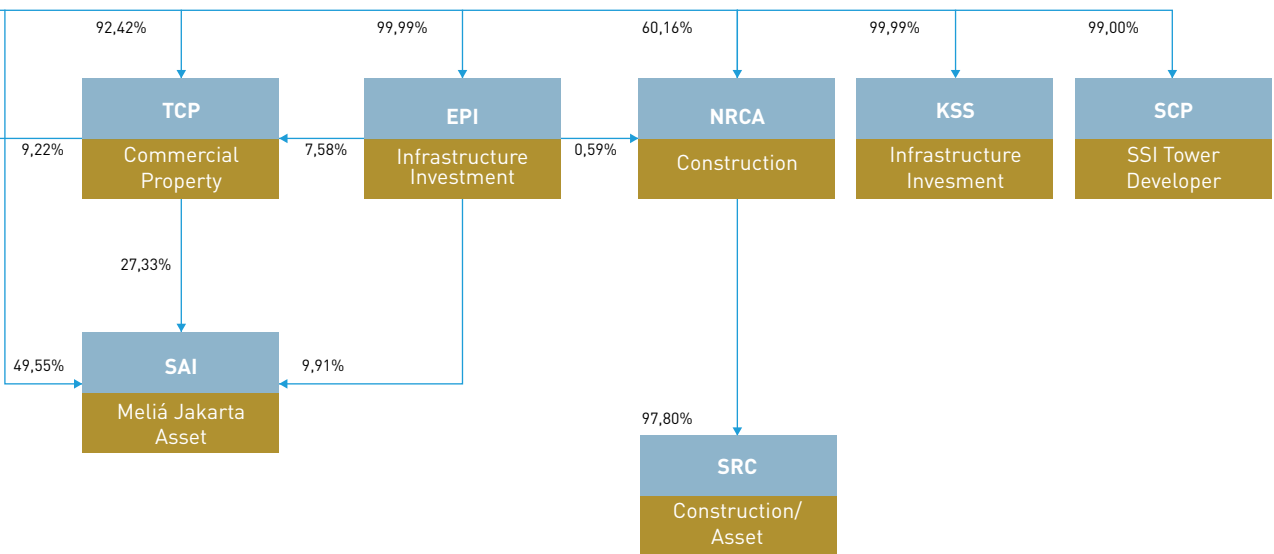 92,42%
99,99%
60,16%
99,99%
99,00%
TCP
EPI
NRCA
KSS
SCP
9,22%
Commercial
Property
7,58%
Infrastructure
Investment
0,59%
Construction
Infrastructure
Invesment
SSI Tower
Developer
27,33%
49,55%
SAI
9,91%
Meliá Jakarta
Asset
97,80%
SRC
Construction/
Asset